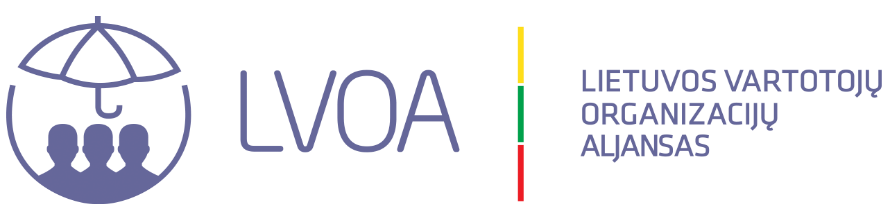 LVOA
LIETUVOS VARTOTOJŲ
ORGANIZACIJŲ
ALJANSAS